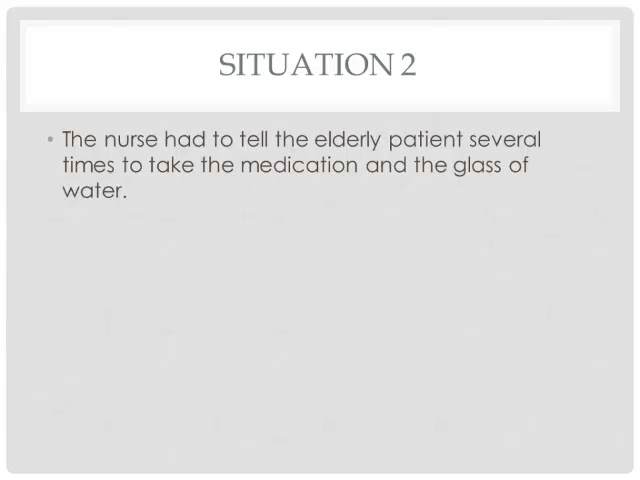 SITUATION 2
• The nurse had to tell the elderly patient several
times to take the medication and the glass of
water.